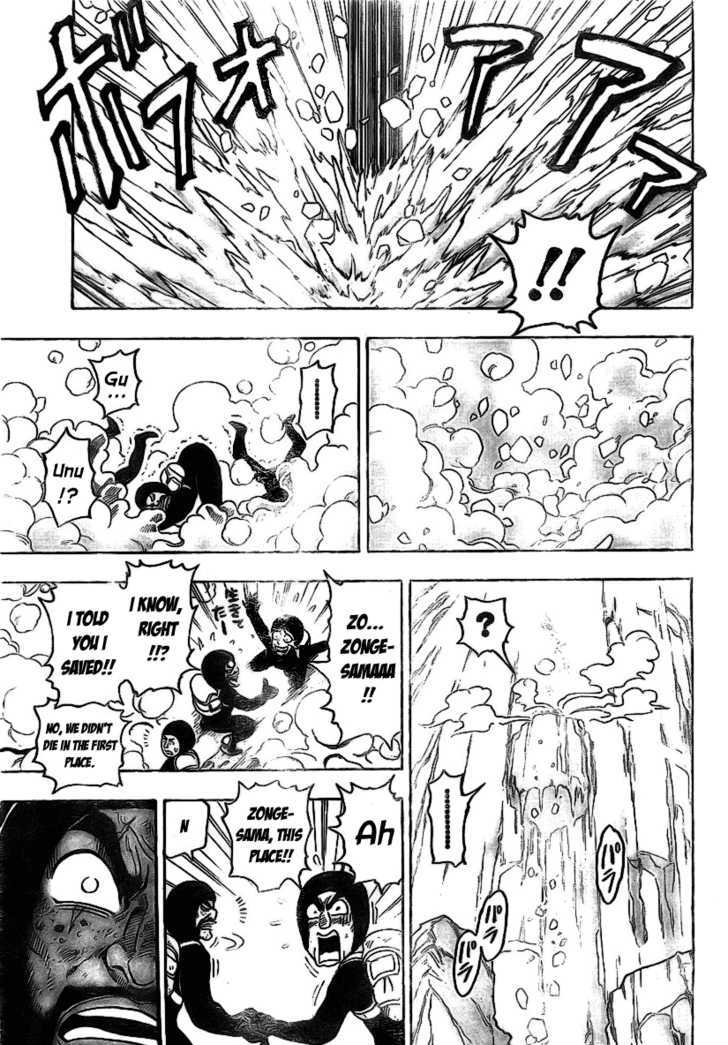 ボフォアアァ
!!
............
Gu
...
Unu
!?
?
............
パラ
パラ
パラ
ZO...
ZONGE-
SAMAAA
!!
I KNOW,
RIGHT
!!?
I TOLD
YOU I
SAVED!!
NO, WE DIDN'T
DIE IN THE FIRST
PLACE.
Ah
ZONGE-
SAMA, THIS
PLACE!!
N